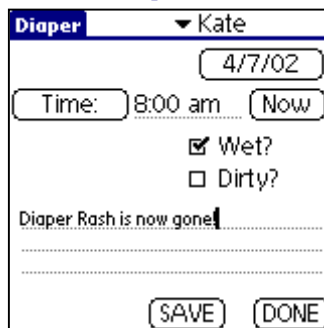 Diaper Kate
4/7/02
Time: 8:00 am Now
Wet?
Dirty?
Diaper Rash is now gone!
SAVE DONE